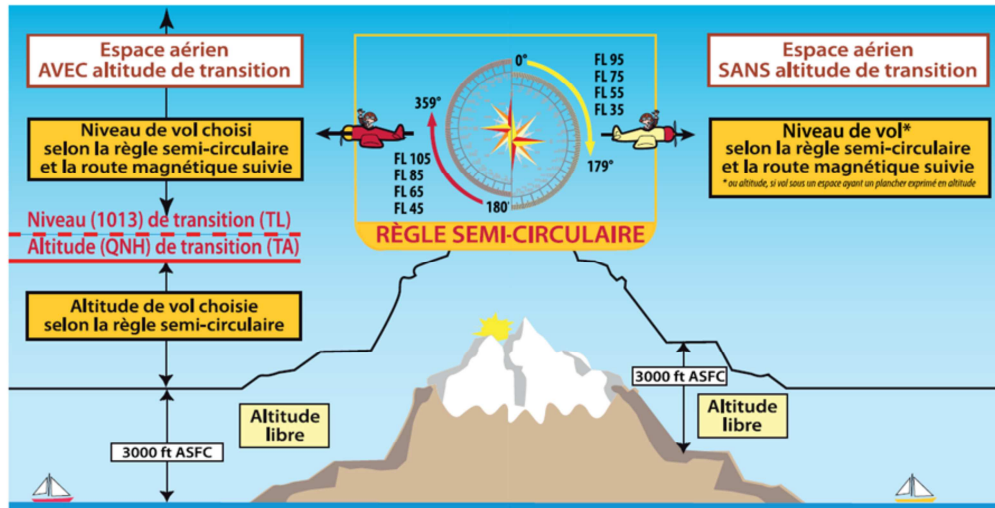 Espace aérien
AVEC altitude de transition
Niveau de vol choisi
selon la règle semi-circulaire
et la route magnétique suivie
Niveau (1013) de transition (TL)
Altitude (QNH) de transition (TA)
Altitude de vol choisie
selon la règle semi-circulaire
3000 ft ASFC
Altitude
libre
0°
359°
179°
180°
FL 95
FL 75
FL 55
FL 35
FL 105
FL 85
FL 65
FL 45
RÈGLE SEMI-CIRCULAIRE
Espace aérien
SANS altitude de transition
Niveau de vol*
selon la règle semi-circulaire
et la route magnétique suivie
* ou altitude, si vol sous un espace ayant un plancher exprimé en altitude
3000 ft ASFC
Altitude
libre